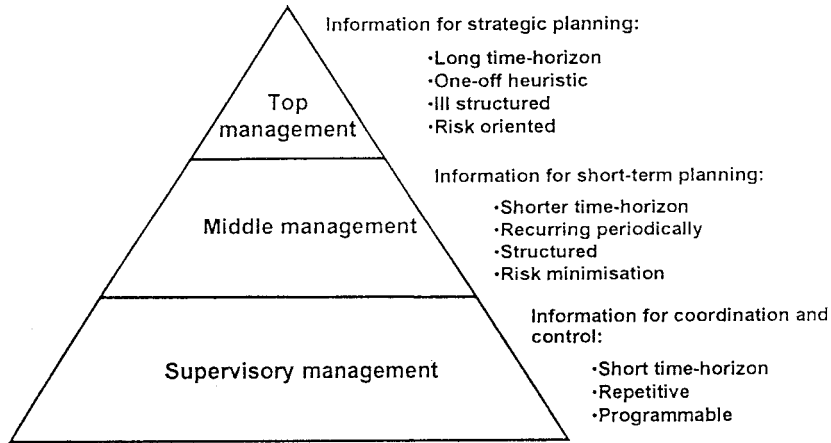 Information for strategic planning:
•Long time-horizon
•One-off heuristic
•Ill structured
•Risk oriented
Top
management
Information for short-term planning:
•Shorter time-horizon
•Recurring periodically
•Structured
•Risk minimisation
Middle management
Information for coordination and
control:
•Short time-horizon
•Repetitive
•Programmable
Supervisory management